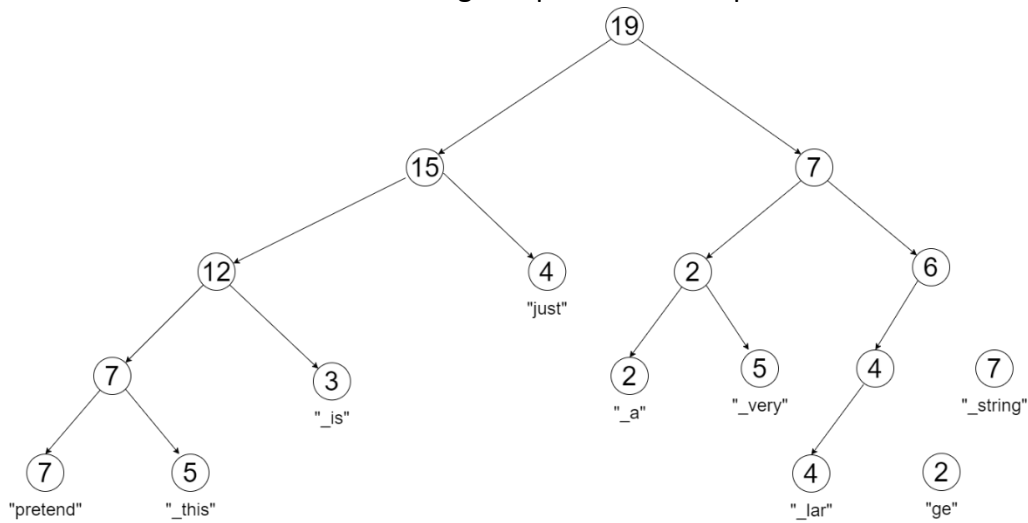 19
15 7
12 4 2 6
"just"
7 3 2 5 4 7
"_is" "_a" "_very" "_string"
7 5 4 2
"pretend" "_this" "_lar" "ge"